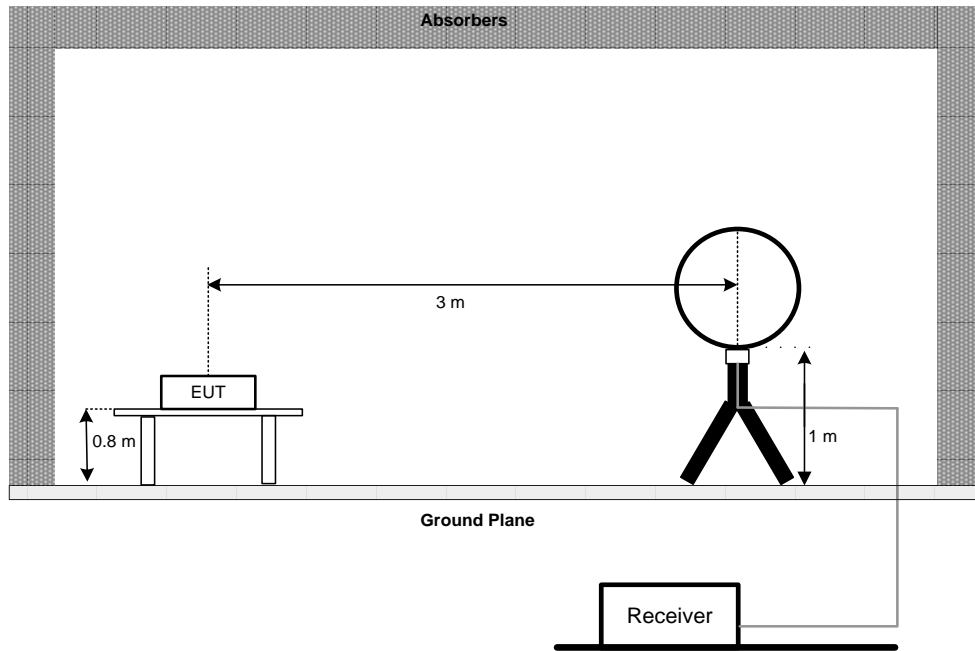 Absorbers
3 m
EUT
0.8 m
1 m
Ground Plane
Receiver